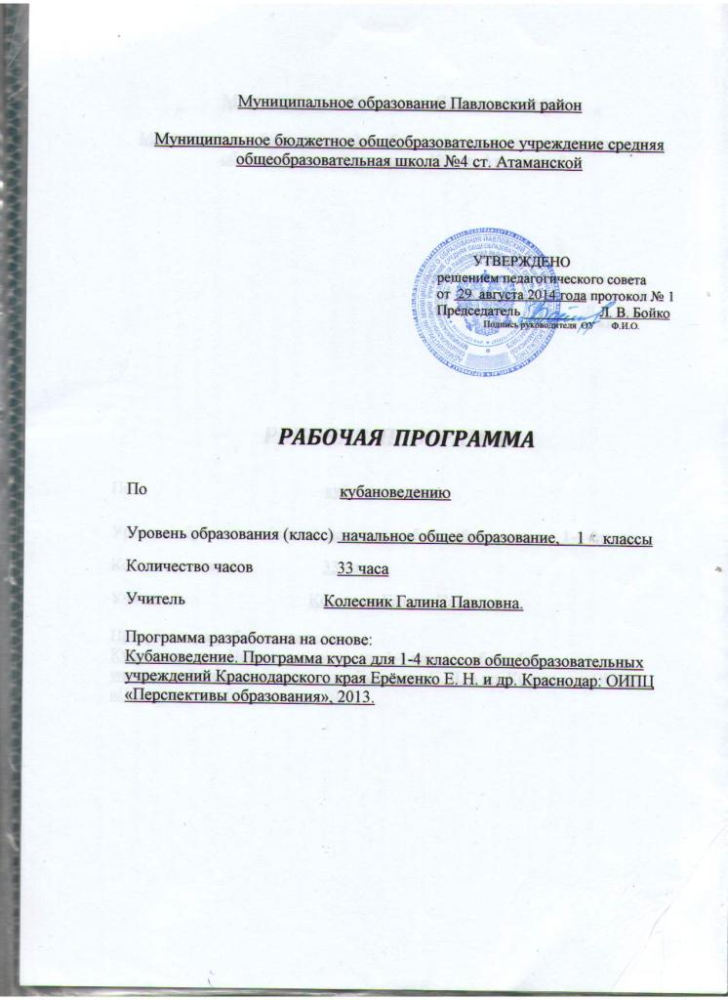 Муниципальное образование Павловский район
Муниципальное бюджетное общеобразовательное учреждение средняя
общеобразовательная школа №4 ст. Атаманской
УТВЕРЖДЕНО
решением педагогического совета
от 29 августа 2014 года протокол № 1
Председатель Л. В. Бойко
Подпись руководителя ОУ Ф.И.О.
РАБОЧАЯ ПРОГРАММА
По кубановедению
Уровень образования (класс) начальное общее образование, 1 классы
Количество часов 33 часа
Учитель Колесник Галина Павловна.
Программа разработана на основе:
Кубановедение. Программа курса для 1-4 классов общеобразовательных
учреждений Краснодарского края Ерёменко Е. Н. и др. Краснодар: ОИПЦ
«Перспективы образования», 2013.